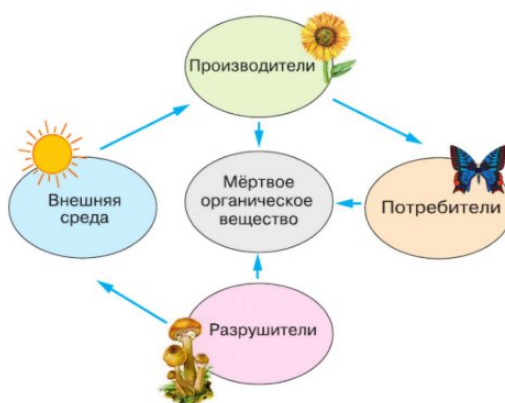 Производители
Внешняя
среда
Мёртвое
органическое
вещество
Потребители
Разрушители